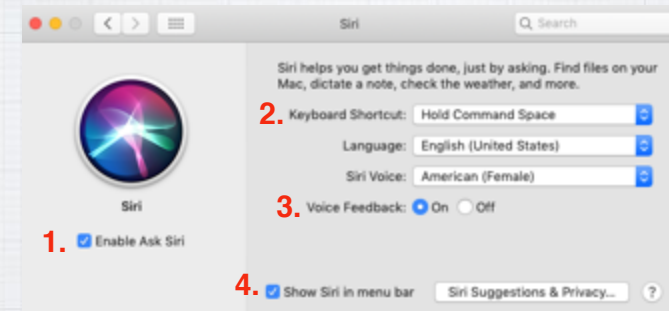 Siri
Search
Siri helps you get things done, just by asking. Find files on your
Mac, dictate a note, check the weather, and more.
2. Keyboard Shortcut: Hold Command Space
Language: English (United States)
Siri Voice: American (Female)
Siri
3. Voice Feedback: On Off
1. Enable Ask Siri
4. Show Siri in menu bar Siri Suggestions & Privacy... ?